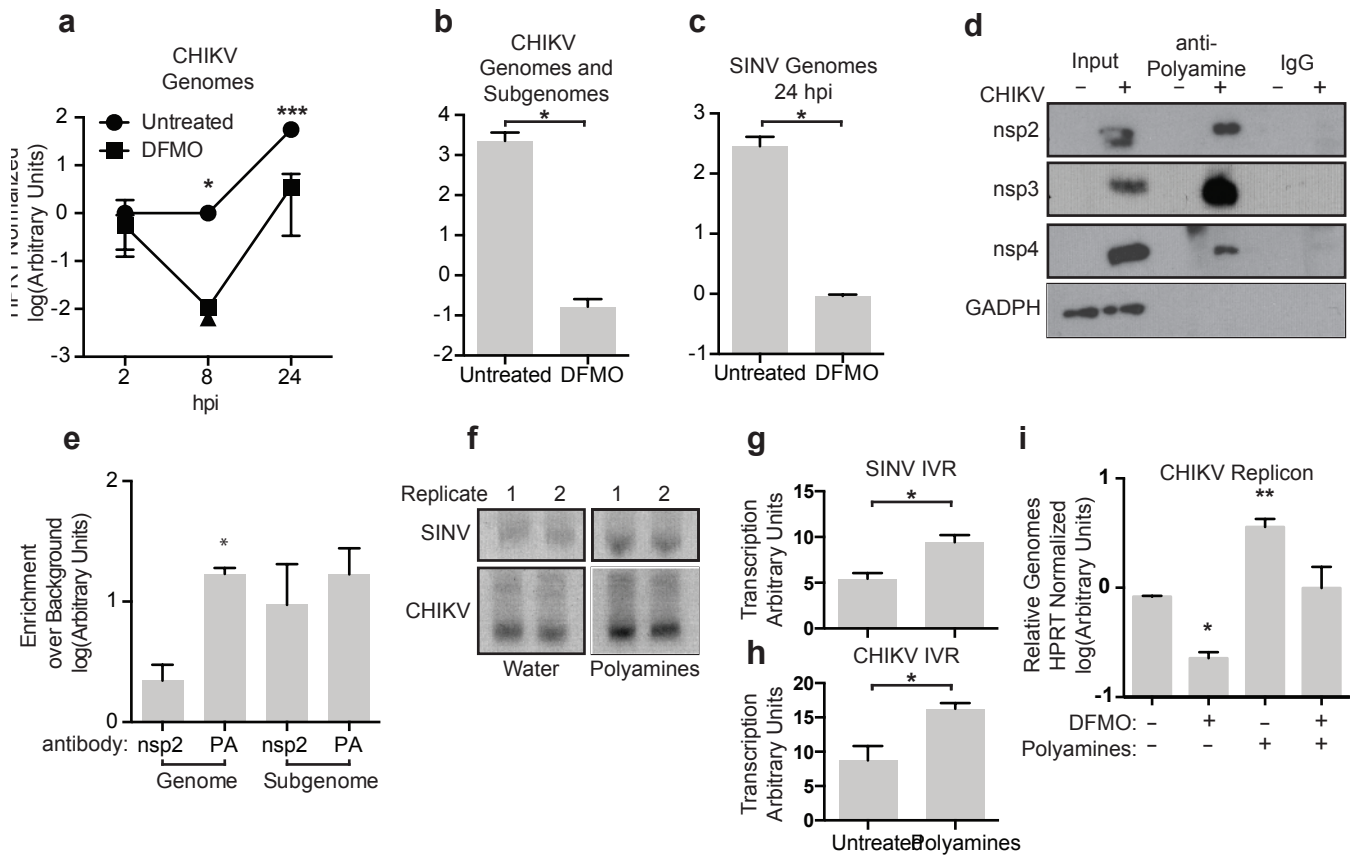 a
CHIKV
Genomes
HPRT Normalized
log(Arbitrary Units)
2
1
0
-1
-2
-3
Untreated
DFMO
*
***
2 8 24
hpi
b
CHIKV
Genomes and
Subgenomes
4
3
2
1
0
-1
-2
*
Untreated DFMO
c
SINV Genomes
24 hpi
3
2
1
0
-1
*
Untreated DFMO
d
Input anti-Polyamine IgG
CHIKV − + − + − +
nsp2
nsp3
nsp4
GADPH
e
Enrichment
over Background
log(Arbitrary Units)
2
1
0
*
antibody: nsp2 PA nsp2 PA
Genome Subgenome
f
Replicate 1 2 1 2
SINV
CHIKV
Water Polyamines
g
SINV IVR
Transcription
Arbitrary Units
15
10
5
0
*
h
CHIKV IVR
Transcription
Arbitrary Units
20
15
10
5
0
*
Untreated Polyamines
i
CHIKV Replicon
Relative Genomes
HPRT Normalized
log(Arbitrary Units)
1
0
-1
*
**
DFMO: − + − +
Polyamines: − − + +